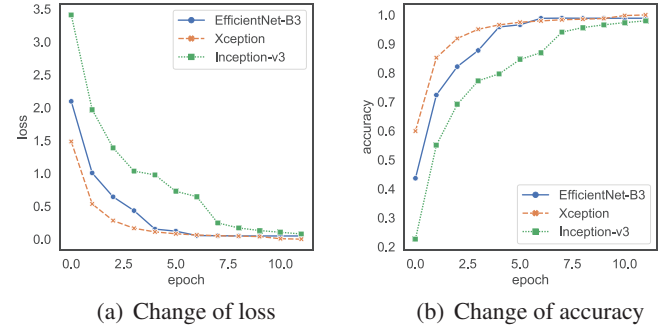 3.5
3.0
2.5
2.0
1.5
1.0
0.5
0.0
loss
0.0 2.5 5.0 7.5 10.0
epoch
EfficientNet-B3
Xception
Inception-v3
(a) Change of loss
1.0
0.9
0.8
0.7
0.6
0.5
0.4
0.3
0.2
accuracy
0.0 2.5 5.0 7.5 10.0
epoch
EfficientNet-B3
Xception
Inception-v3
(b) Change of accuracy